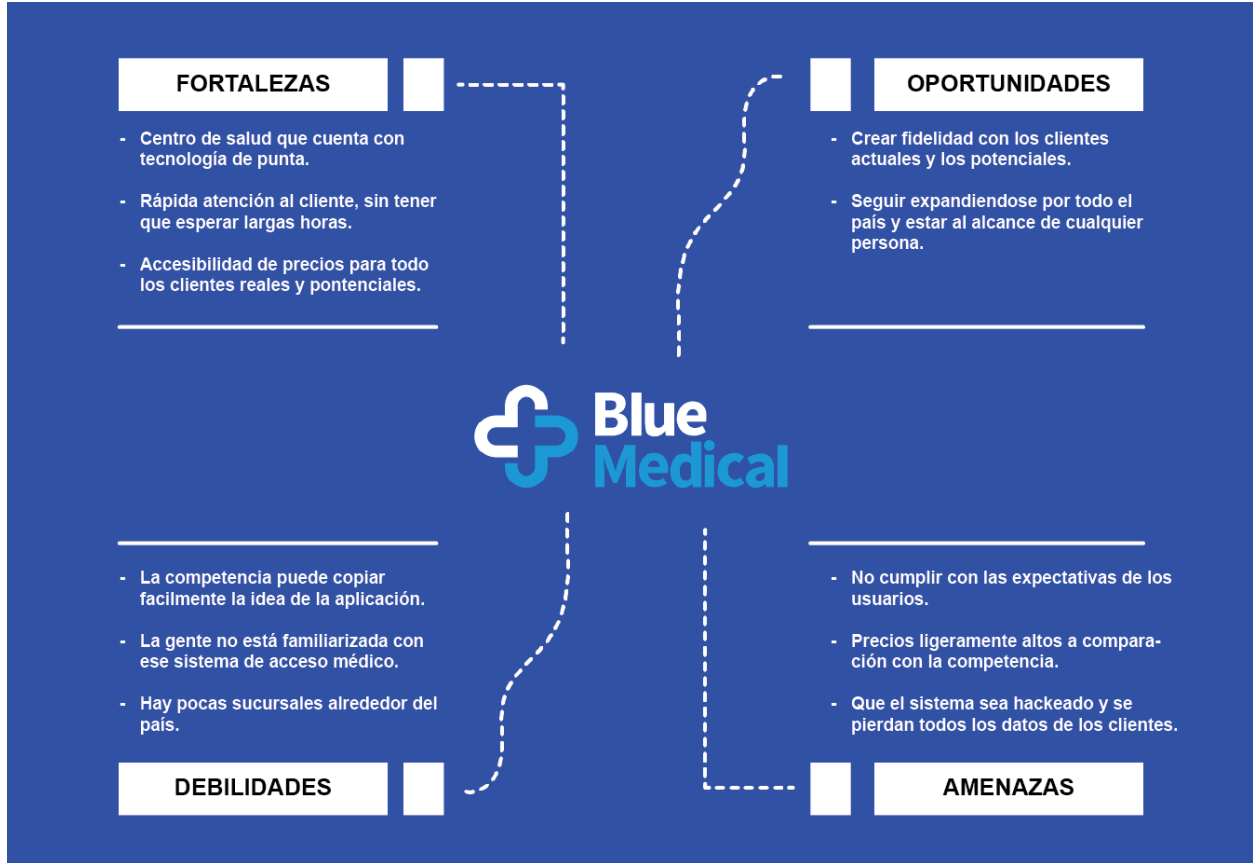 FORTALEZAS
- Centro de salud que cuenta con
tecnología de punta.
- Rápida atención al cliente, sin tener
que esperar largas horas.
- Accesibilidad de precios para todo
los clientes reales y pontenciales.
OPORTUNIDADES
- Crear fidelidad con los clientes
actuales y los potenciales.
- Seguir expandiendose por todo el
país y estar al alcance de cualquier
persona.
Blue
Medical
- La competencia puede copiar
facilmente la idea de la aplicación.
- La gente no está familiarizada con
ese sistema de acceso médico.
- Hay pocas sucursales alrededor del
país.
DEBILIDADES
- No cumplir con las expectativas de los
usuarios.
- Precios ligeramente altos a compara-
ción con la competencia.
- Que el sistema sea hackeado y se
pierdan todos los datos de los clientes.
AMENAZAS